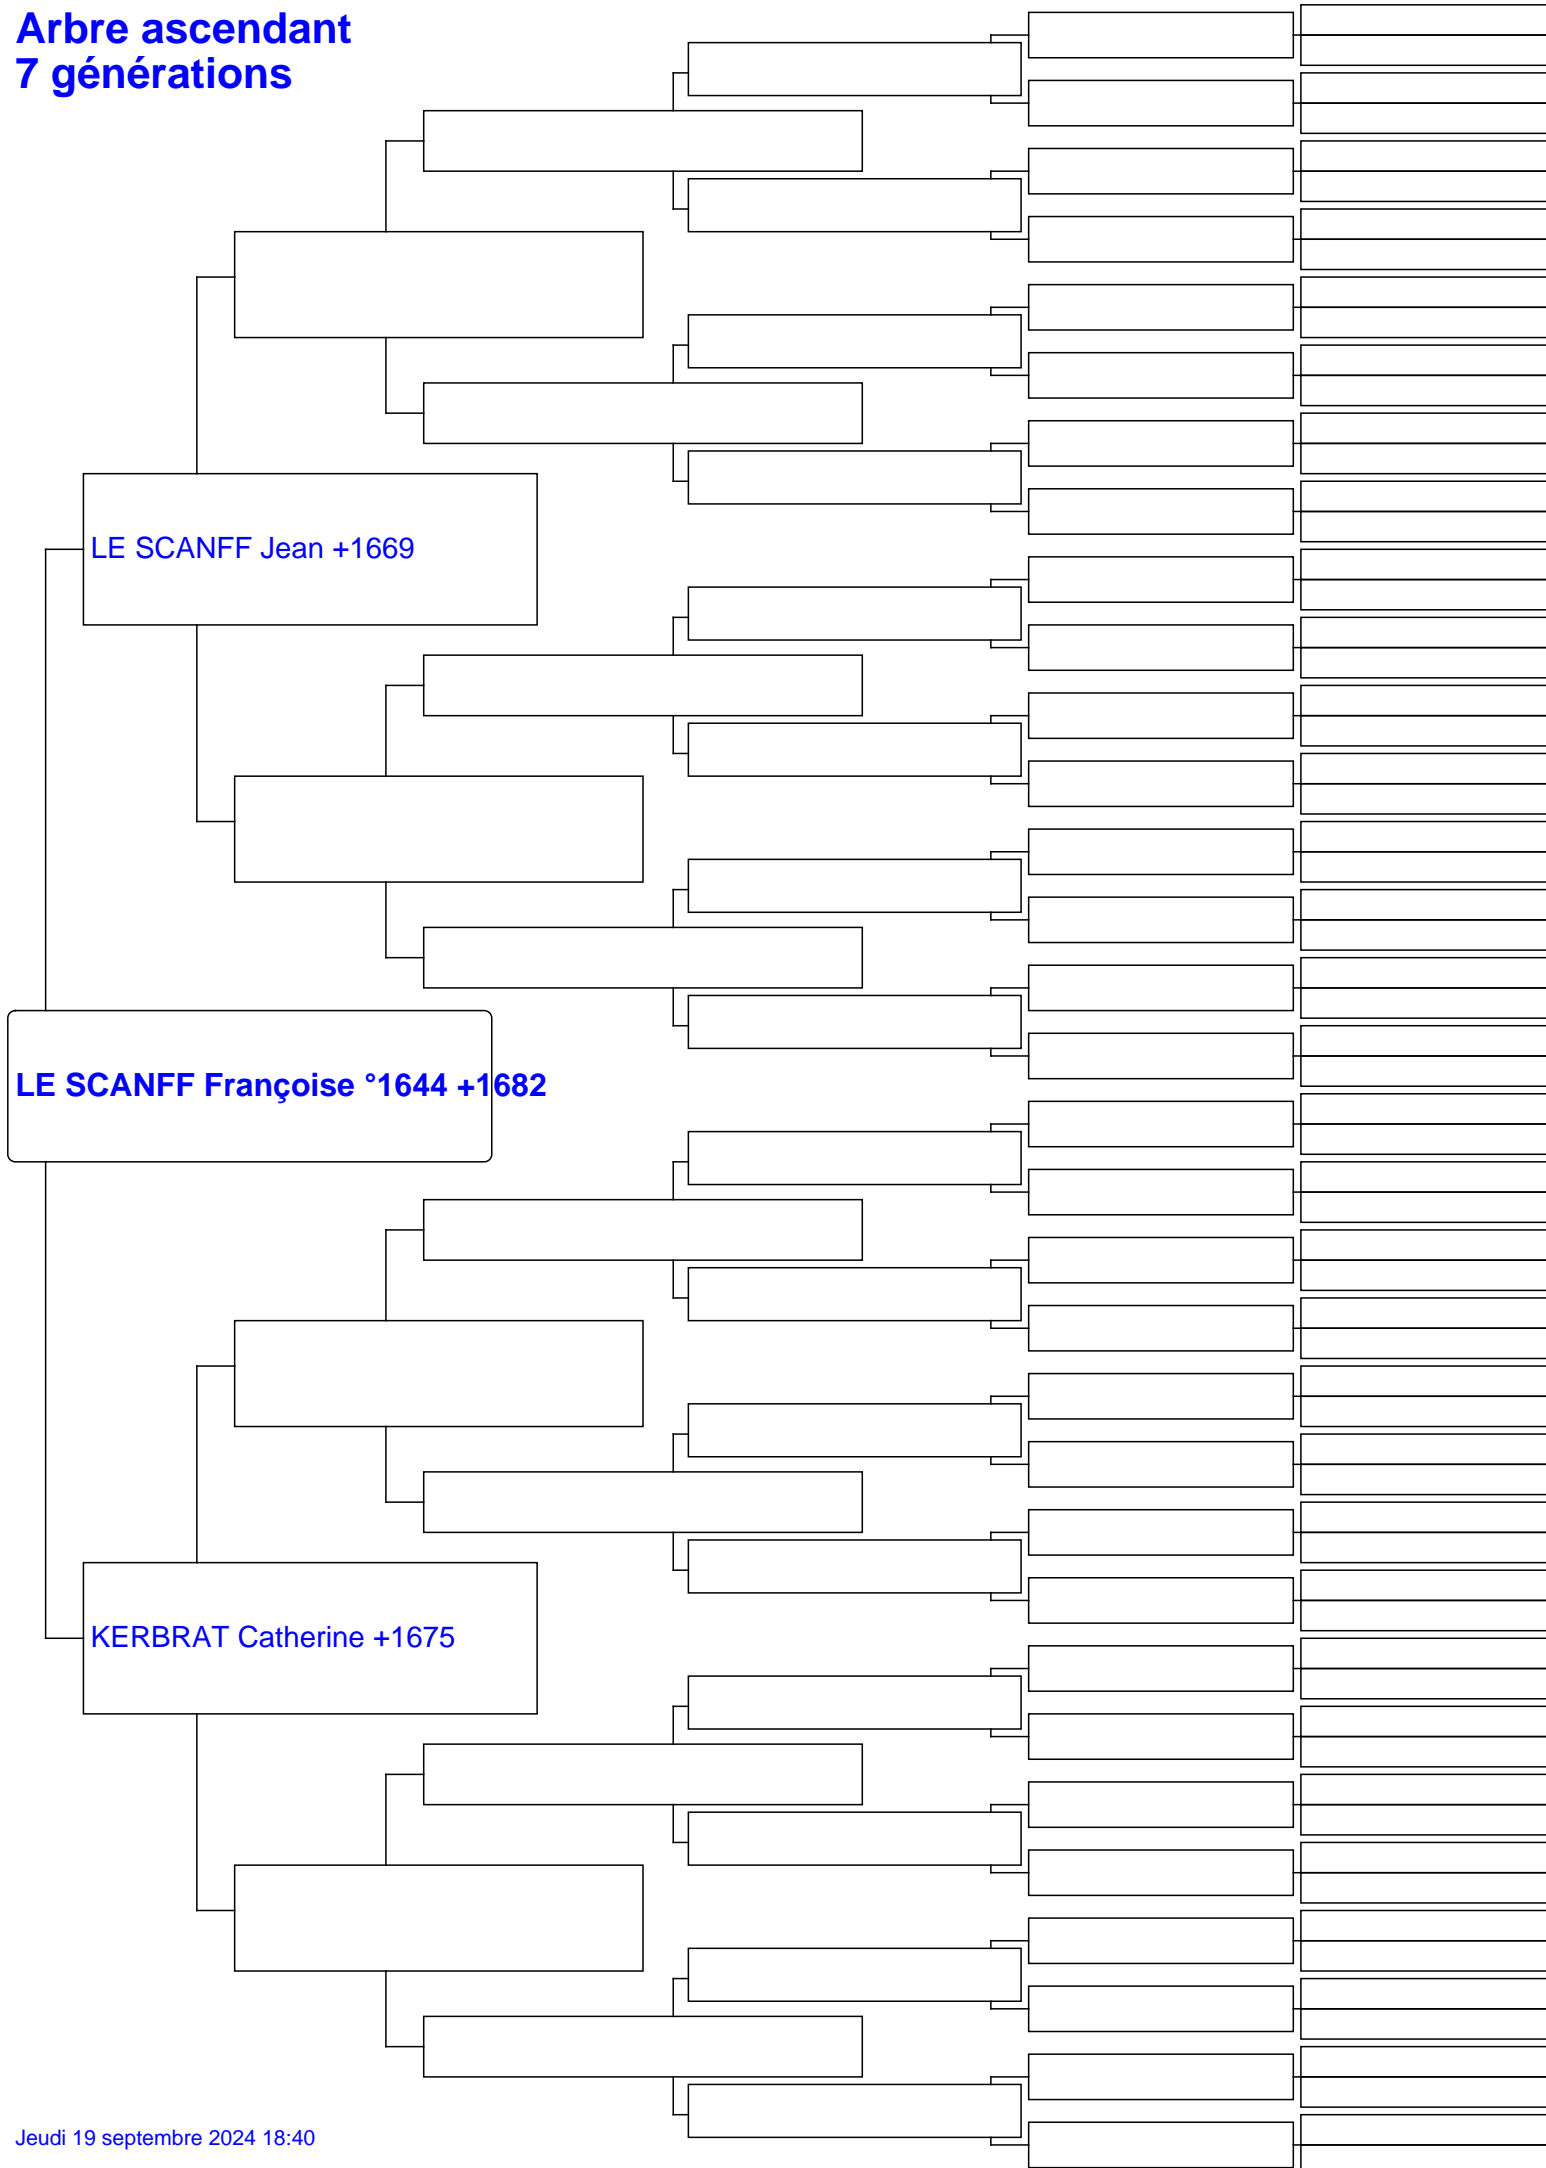 Arbre ascendant
7 générations
LE SCANFF Jean +1669
LE SCANFF Françoise °1644 +1682
KERBRAT Catherine +1675
Jeudi 19 septembre 2024 18:40